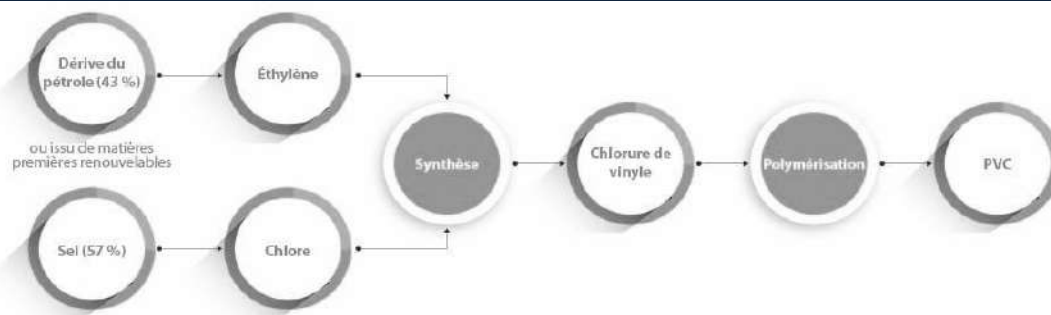 Dérive du
pétrole (43 %)
ou issu de matières
premières renouvelables
Éthylène
Sel (57 %)
Chlore
Synthèse
Chlorure de
vinyle
Polymérisation
PVC